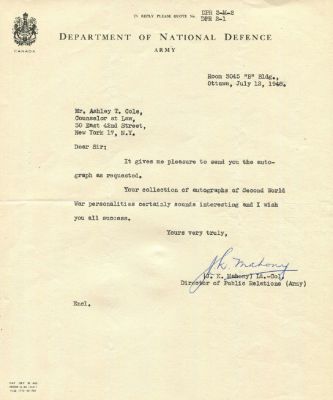 IN REPLY PLEASE QUOTE No. DPR 3-M-8
DPR 2-1
CANADA
DEPARTMENT OF NATIONAL DEFENCE
ARMY
Room 3045 "B" Bldg.,
Ottawa, July 12, 1948.
Mr. Ashley T. Cole,
Counselor at Law,
30 East 42nd Street,
New York 17, N.Y.
Dear Sir:
It gives me pleasure to send you the auto-
graph as requested.
Your collection of autographs of Second World
War personalities certainly sounds interesting and I wish
you all success.
Yours very truly,
J.K. Mahony
(J. K. Mahony) Lt.-Col.
Director of Public Relations (Army)
Encl.